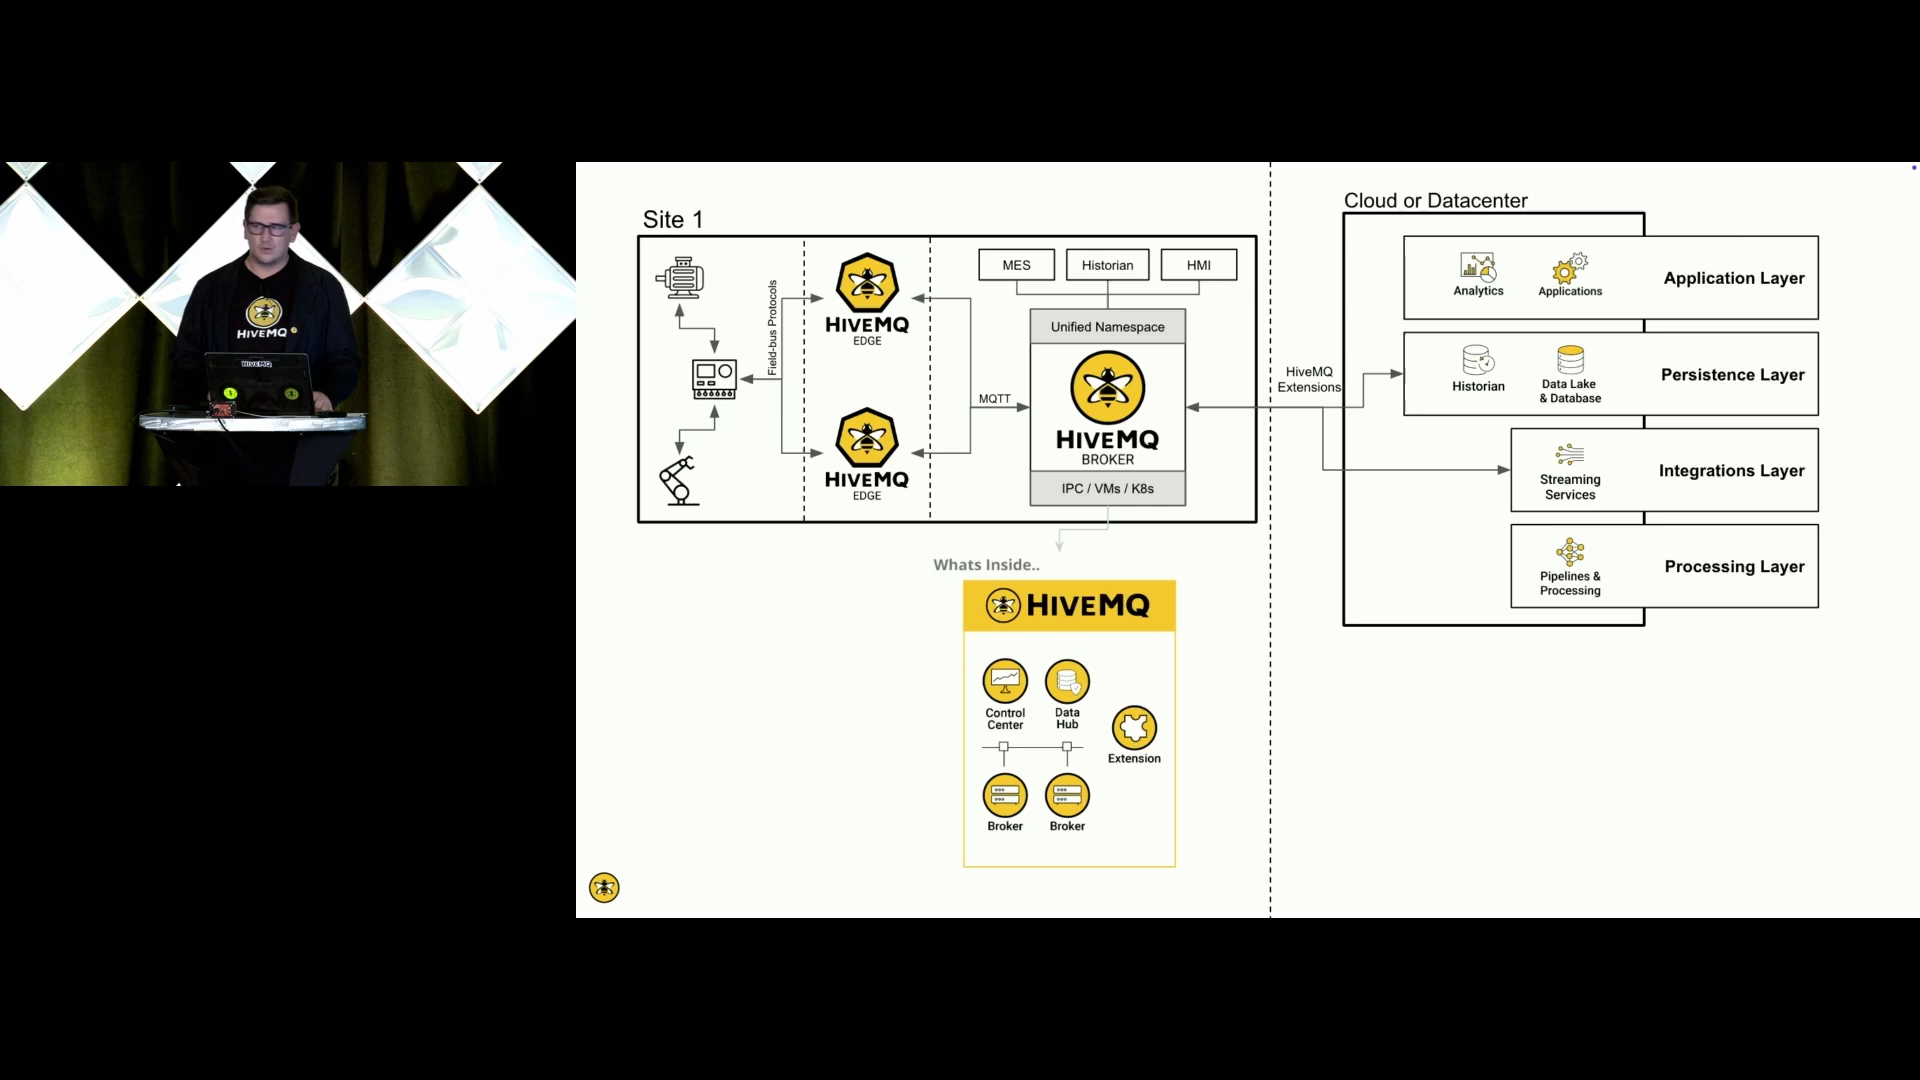 HIVEMQ
HIVEMQ
Site 1
Field-bus Protocols
HIVEMQ
EDGE
HIVEMQ
EDGE
MQTT
MES
Historian
HMI
Unified Namespace
HIVEMQ
BROKER
IPC / VMs / K8s
Whats Inside..
HIVEMQ
Control
Center
Data
Hub
Extension
Broker
Broker
HiveMQ
Extensions
Cloud or Datacenter
Analytics
Applications
Application Layer
Historian
Data Lake
& Database
Persistence Layer
Streaming
Services
Integrations Layer
Pipelines &
Processing
Processing Layer